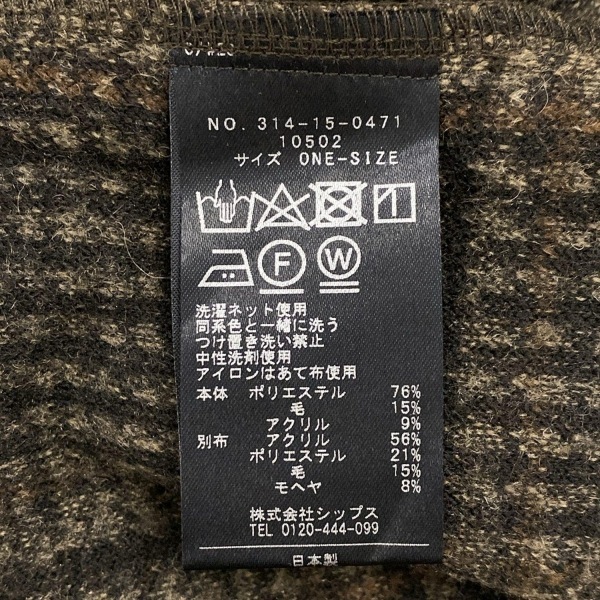 NO. 314-15-0471
10502
サイズ ONE-SIZE
F W
洗濯ネット使用
同系色と一緒に洗う
つけ置き洗い禁止
中性洗剤使用
アイロンはあて布使用
本体 ポリエステル 76%
毛 15%
アクリル 9%
別布 アクリル 56%
ポリエステル 21%
毛 15%
モヘヤ 8%
株式会社シップス
TEL 0120-444-099
日本製